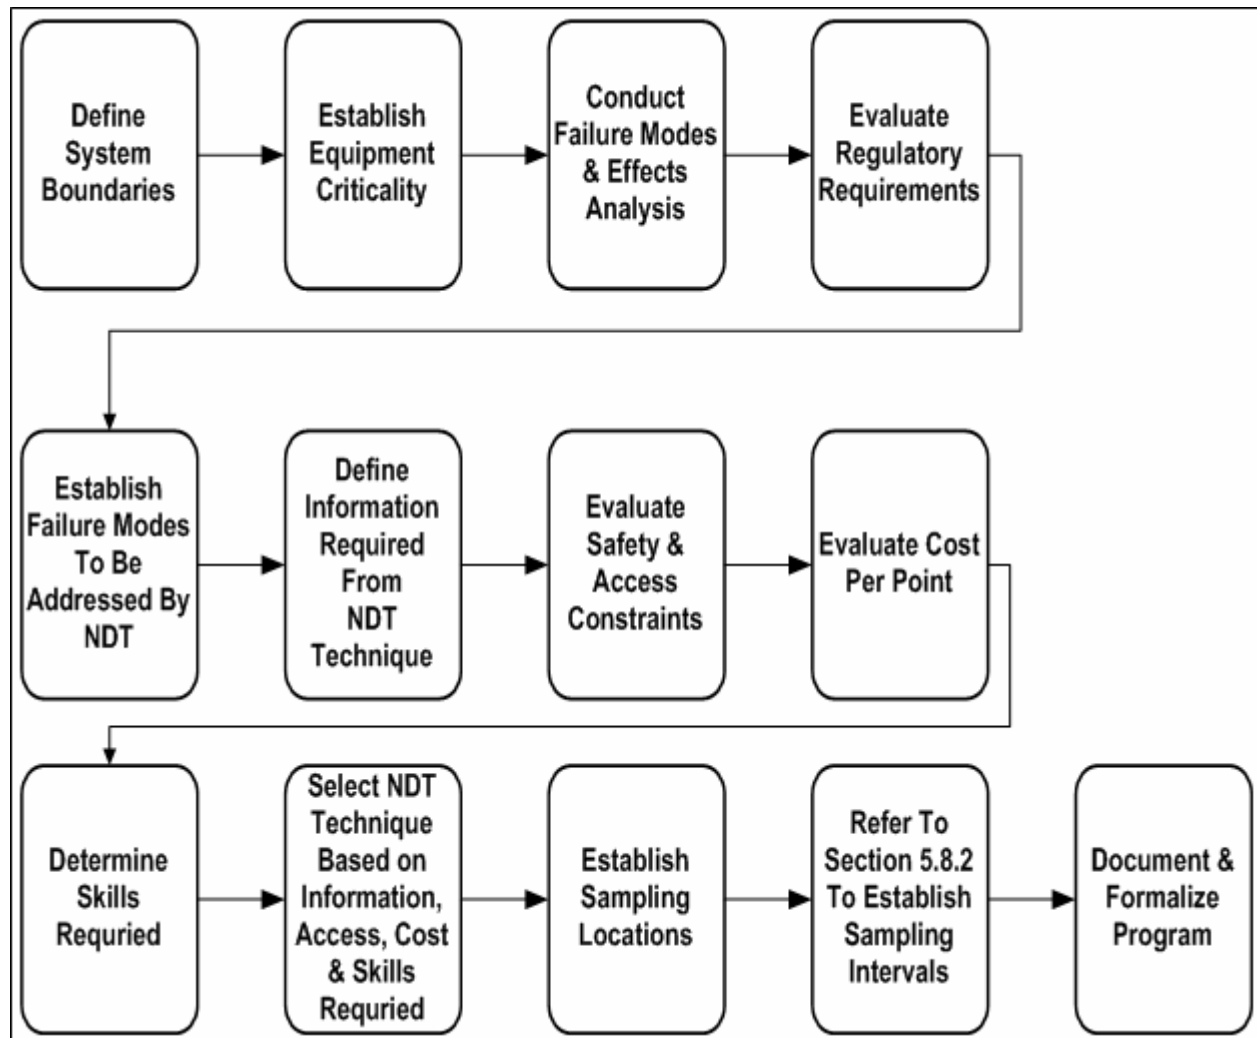 Define
System
Boundaries
Establish
Equipment
Criticality
Conduct
Failure Modes
& Effects
Analysis
Evaluate
Regulatory
Requirements
Establish
Failure Modes
To Be
Addressed By
NDT
Define
Information
Required
From
NDT
Technique
Evaluate
Safety &
Access
Constraints
Evaluate Cost
Per Point
Determine
Skills
Requried
Select NDT
Technique
Based on
Information,
Access, Cost
& Skills
Requried
Establish
Sampling
Locations
Refer To
Section 5.8.2
To Establish
Sampling
Intervals
Document &
Formalize
Program